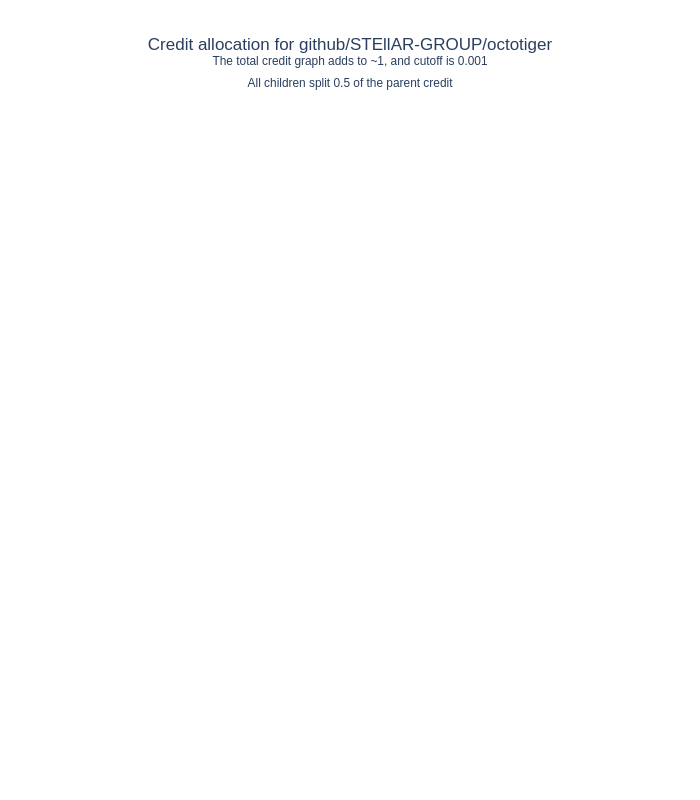 Credit allocation for github/STEllAR-GROUP/octotiger
The total credit graph adds to ~1, and cutoff is 0.001
All children split 0.5 of the parent credit